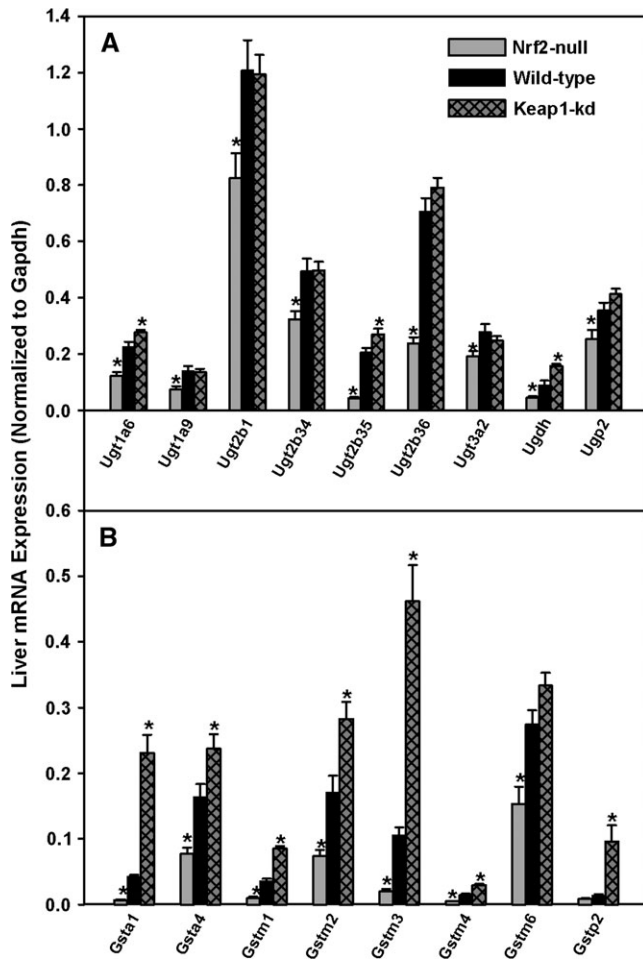 Liver mRNA Expression (Normalized to Gapdh)
A
Nrf2-null
Wild-type
Keap1-kd
1.4
1.2
1.0
0.8
0.6
0.4
0.2
0.0
* * * * * * * * * * * *
Ugt1a6 Ugt1a9 Ugt2b1 Ugt2b34 Ugt2b35 Ugt2b36 Ugt3a2 Ugdh Ugp2
B
0.6
0.5
0.4
0.3
0.2
0.1
0.0
* * * * * * * * * * * * * *
Gsta1 Gsta4 Gstm1 Gstm2 Gstm3 Gstm4 Gstm6 Gstp2